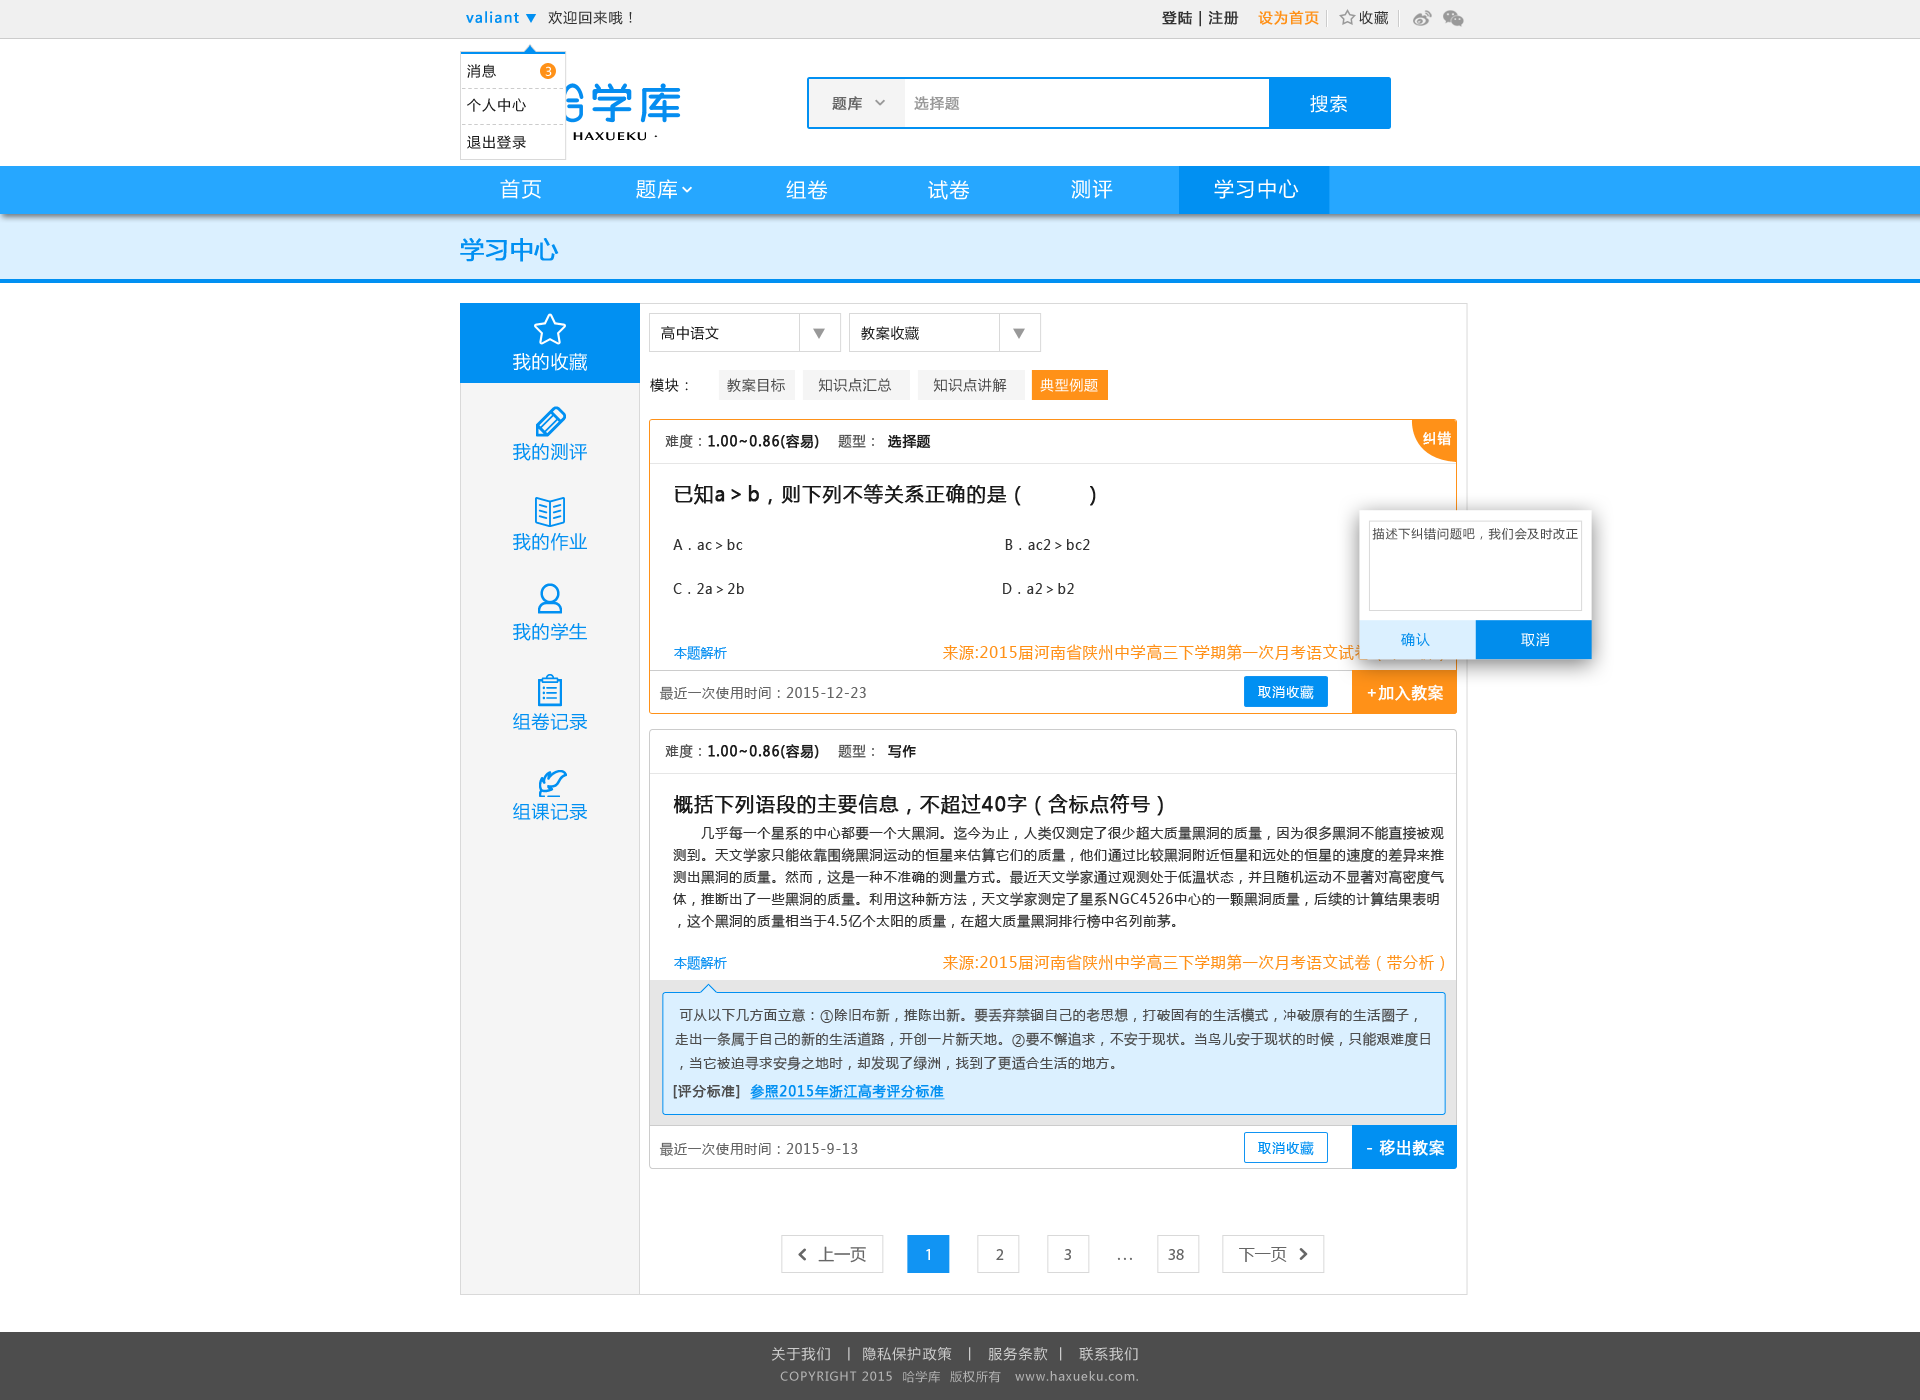 valiant ▼ 欢迎回来哦！
登陆 | 注册 设为首页 收藏
消息 3
个人中心
退出登录
哈学库
HAXUEKU ·
题库 选择题 搜索
首页 题库 组卷 试卷 测评 学习中心
学习中心
我的收藏
我的测评
我的作业
我的学生
组卷记录
组课记录
高中语文 ▼ 教案收藏 ▼
模块： 教案目标 知识点汇总 知识点讲解 典型例题
难度：1.00~0.86(容易) 题型： 选择题 纠错
已知a＞b，则下列不等关系正确的是（ ）
A．ac＞bc B．ac2＞bc2
C．2a＞2b D．a2＞b2
描述下纠错问题吧，我们会及时改正
确认 取消
本题解析 来源:2015届河南省陕州中学高三下学期第一次月考语文试卷
最近一次使用时间：2015-12-23 取消收藏 +加入教案
难度：1.00~0.86(容易) 题型： 写作
概括下列语段的主要信息，不超过40字（含标点符号）
几乎每一个星系的中心都要一个大黑洞。迄今为止，人类仅测定了很少超大质量黑洞的质量，因为很多黑洞不能直接被观
测到。天文学家只能依靠围绕黑洞运动的恒星来估算它们的质量，他们通过比较黑洞附近恒星和远处的恒星的速度的差异来推
测出黑洞的质量。然而，这是一种不准确的测量方式。最近天文学家通过观测处于低温状态，并且随机运动不显著对高密度气
体，推断出了一些黑洞的质量。利用这种新方法，天文学家测定了星系NGC4526中心的一颗黑洞质量，后续的计算结果表明
，这个黑洞的质量相当于4.5亿个太阳的质量，在超大质量黑洞排行榜中名列前茅。
本题解析 来源:2015届河南省陕州中学高三下学期第一次月考语文试卷（带分析）
可从以下几方面立意：①除旧布新，推陈出新。要丢弃禁锢自己的老思想，打破固有的生活模式，冲破原有的生活圈子，
走出一条属于自己的新的生活道路，开创一片新天地。②要不懈追求，不安于现状。当鸟儿安于现状的时候，只能艰难度日
，当它被迫寻求安身之地时，却发现了绿洲，找到了更适合生活的地方。
[评分标准] 参照2015年浙江高考评分标准
最近一次使用时间：2015-9-13 取消收藏 - 移出教案
上一页 1 2 3 ... 38 下一页
关于我们 | 隐私保护政策 | 服务条款 | 联系我们
COPYRIGHT 2015 哈学库 版权所有 www.haxueku.com.